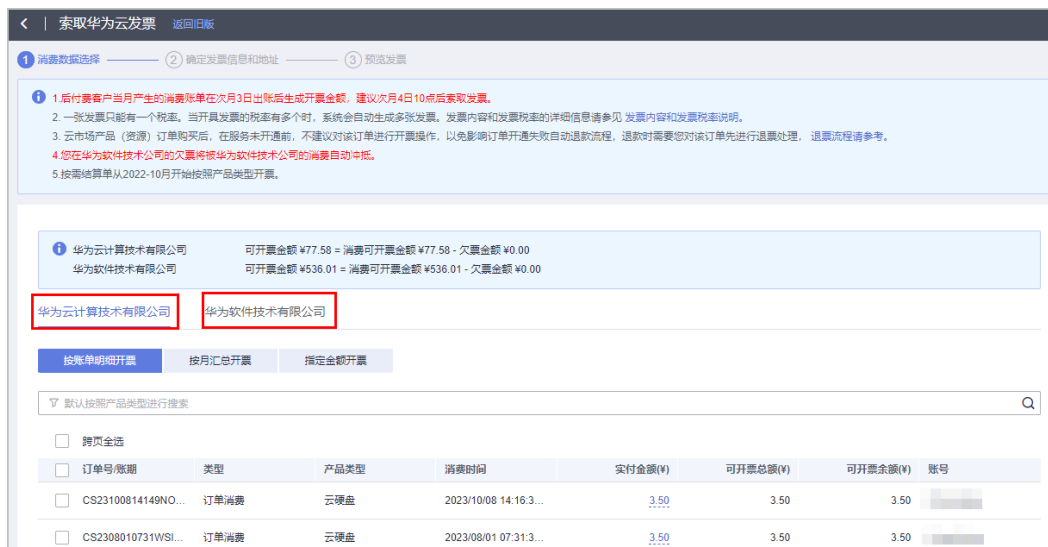 索取华为云发票 返回旧版
1 消费数据选择 2 确定发票信息和地址 3 预览发票
1.后付费客户当月产生的消费账单在次月3日出账后生成开票金额，建议次月4日10点后索取发票。
2. 一张发票只能有一个税率。当开具发票的税率有多个时，系统会自动生成多张发票。发票内容和发票税率的详细信息请参见 发票内容和发票税率说明。
3. 云市场产品（资源）订单购买后，在服务未开通前，不建议对该订单进行开票操作，以免影响订单开通失败自动退款流程，退款时需要您对该订单先进行退票处理， 退票流程请参考。
4.您在华为软件技术公司的欠票将被华为软件技术公司的消费自动冲抵。
5.按需结算单从2022-10月开始按照产品类型开票。
华为云计算技术有限公司 可开票金额 ¥77.58 = 消费可开票金额 ¥77.58 - 欠票金额 ¥0.00
华为软件技术有限公司 可开票金额 ¥536.01 = 消费可开票金额 ¥536.01 - 欠票金额 ¥0.00
华为云计算技术有限公司 华为软件技术有限公司
按账单明细开票 按月汇总开票 指定金额开票
默认按照产品类型进行搜索
跨页全选
订单号/账期 类型 产品类型 消费时间 实付金额(¥) 可开票总额(¥) 可开票余额(¥) 账号
CS23100814149NO... 订单消费 云硬盘 2023/10/08 14:16:3... 3.50 3.50 3.50
CS2308010731WSI... 订单消费 云硬盘 2023/08/01 07:31:3... 3.50 3.50 3.50